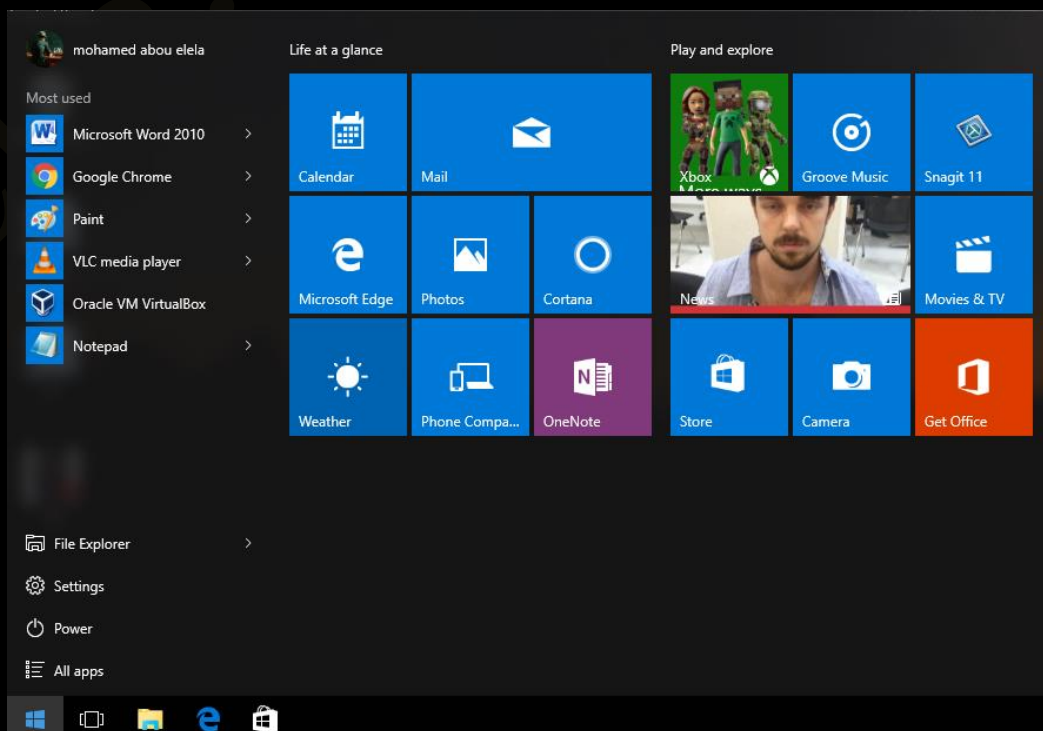 mohamed abou elela
Most used
Microsoft Word 2010
Google Chrome
Paint
VLC media player
Oracle VM VirtualBox
Notepad
File Explorer
Settings
Power
All apps
Life at a glance
Calendar
Mail
Microsoft Edge
Photos
Cortana
Weather
Phone Compa...
OneNote
Play and explore
Xbox
More ways
Groove Music
Snagit 11
News
Movies & TV
Store
Camera
Get Office